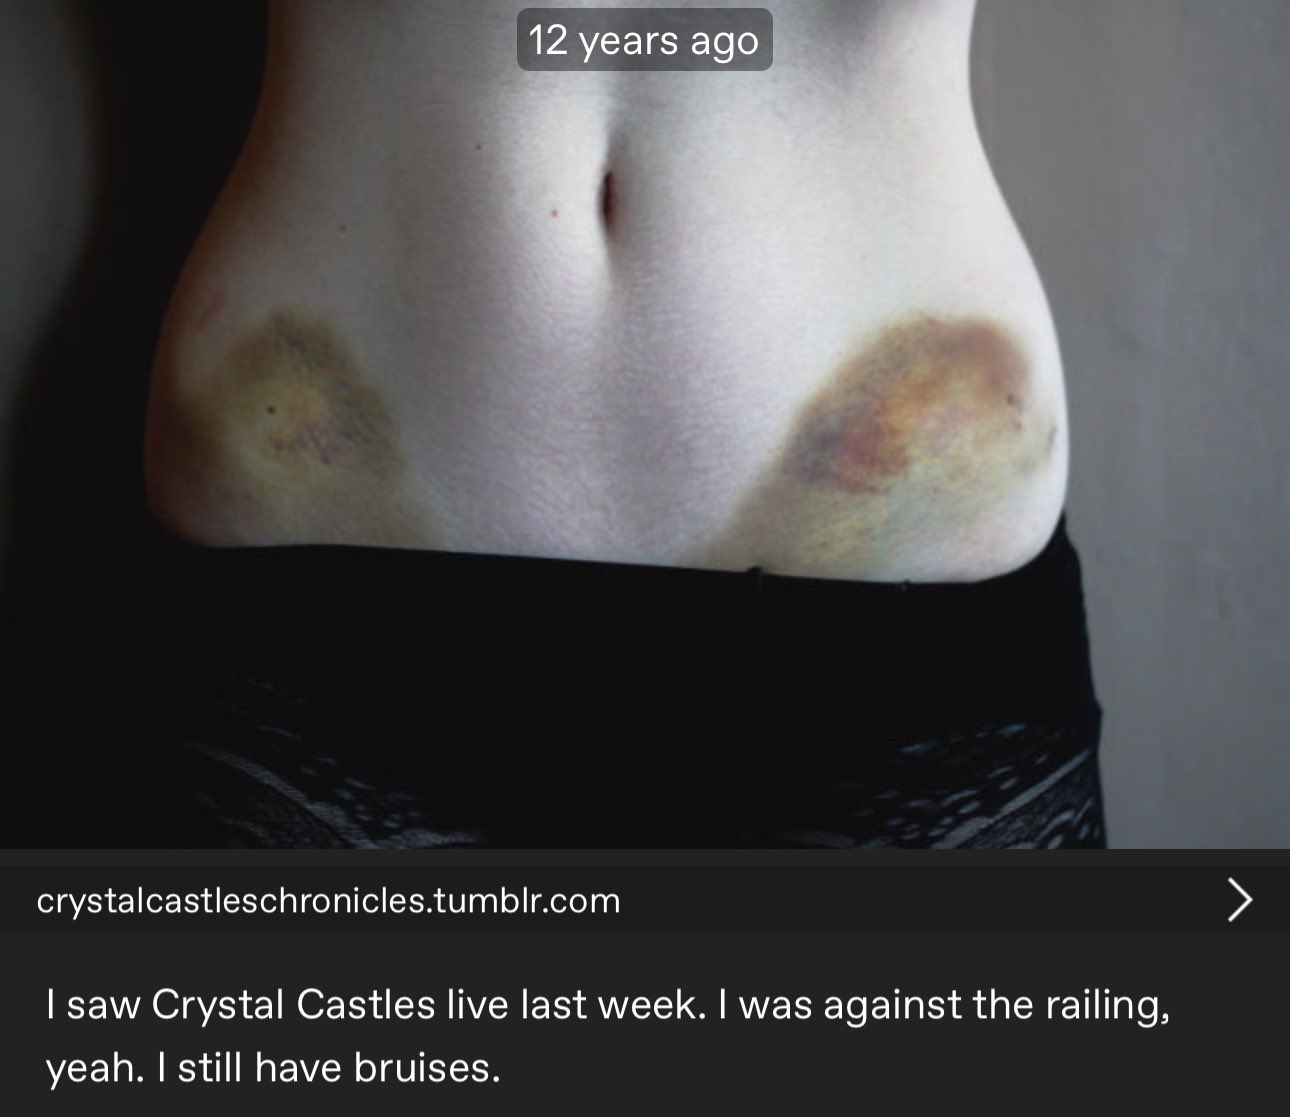 12 years ago
crystalcastleschronicles.tumblr.com
I saw Crystal Castles live last week. I was against the railing,
yeah. I still have bruises.